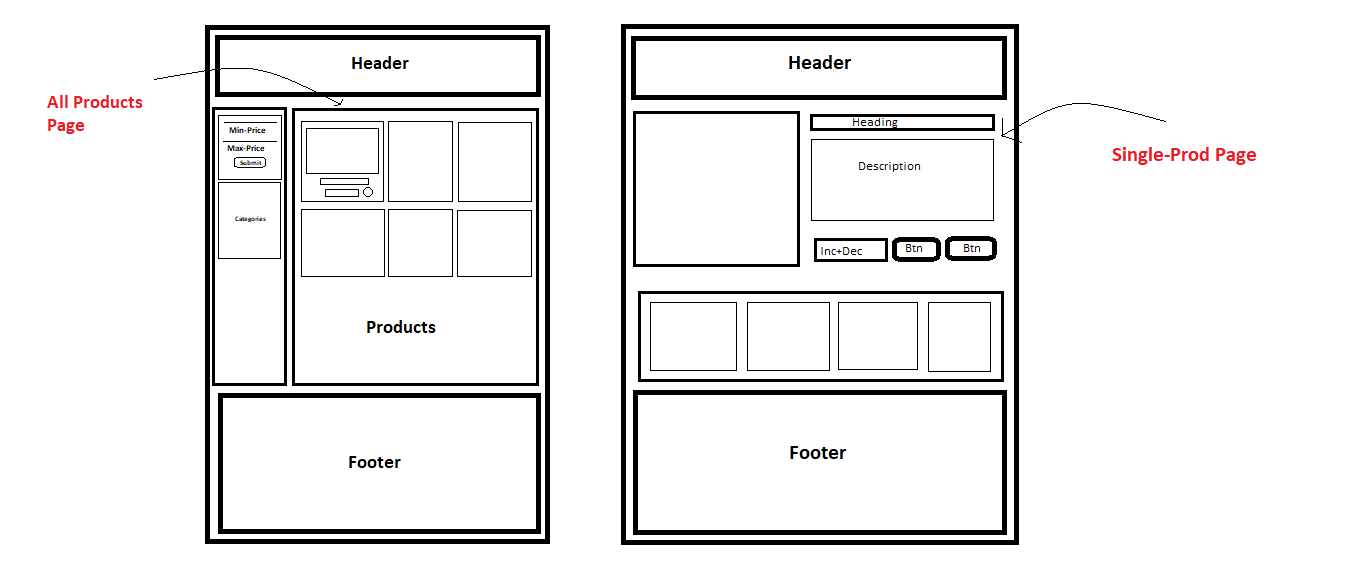 All Products
Page
Header
Min-Price
Max-Price
Submit
Categories
Products
Footer
Header
Heading
Description
Inc+Dec
Btn
Btn
Footer
Single-Prod Page